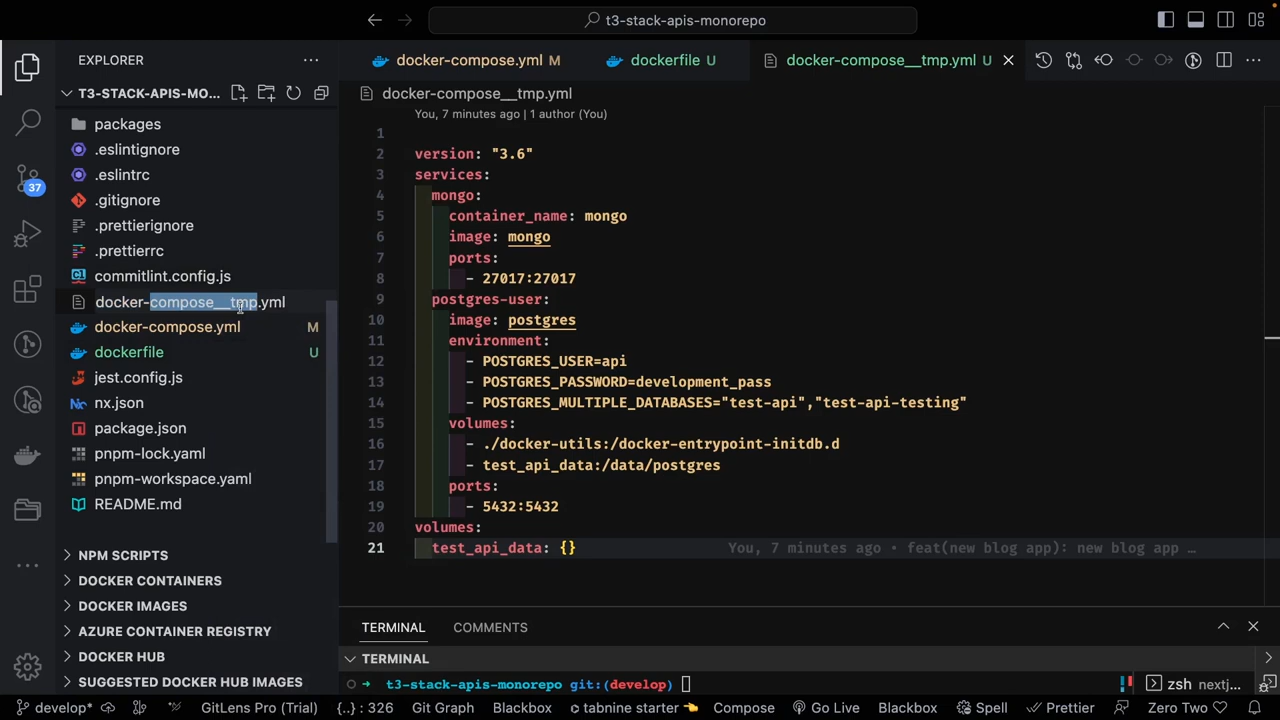 t3-stack-apis-monorepo
EXPLORER
T3-STACK-APIS-MO...
packages
.eslintignore
.eslintrc
.gitignore
.prettierignore
.prettierrc
commitlint.config.js
docker-compose__tmp.yml
docker-compose.yml M
dockerfile U
jest.config.js
nx.json
package.json
pnpm-lock.yaml
pnpm-workspace.yaml
README.md
NPM SCRIPTS
DOCKER CONTAINERS
DOCKER IMAGES
AZURE CONTAINER REGISTRY
DOCKER HUB
SUGGESTED DOCKER HUB IMAGES
37
docker-compose.yml M
dockerfile U
docker-compose__tmp.yml U
docker-compose__tmp.yml
You, 7 minutes ago | 1 author (You)
1
2 version: "3.6"
3 services:
4 mongo:
5 container_name: mongo
6 image: mongo
7 ports:
8 - 27017:27017
9 postgres-user:
10 image: postgres
11 environment:
12 - POSTGRES_USER=api
13 - POSTGRES_PASSWORD=development_pass
14 - POSTGRES_MULTIPLE_DATABASES="test-api","test-api-testing"
15 volumes:
16 - ./docker-utils:/docker-entrypoint-initdb.d
17 - test_api_data:/data/postgres
18 ports:
19 - 5432:5432
20 volumes:
21 test_api_data: {} You, 7 minutes ago • feat(new blog app): new blog app …
TERMINAL COMMENTS
TERMINAL
t3-stack-apis-monorepo git:(develop)
zsh nextj...
develop* GitLens Pro (Trial) {..} : 326 Git Graph Blackbox tabnine starter Compose Go Live Blackbox Spell Prettier Zero Two